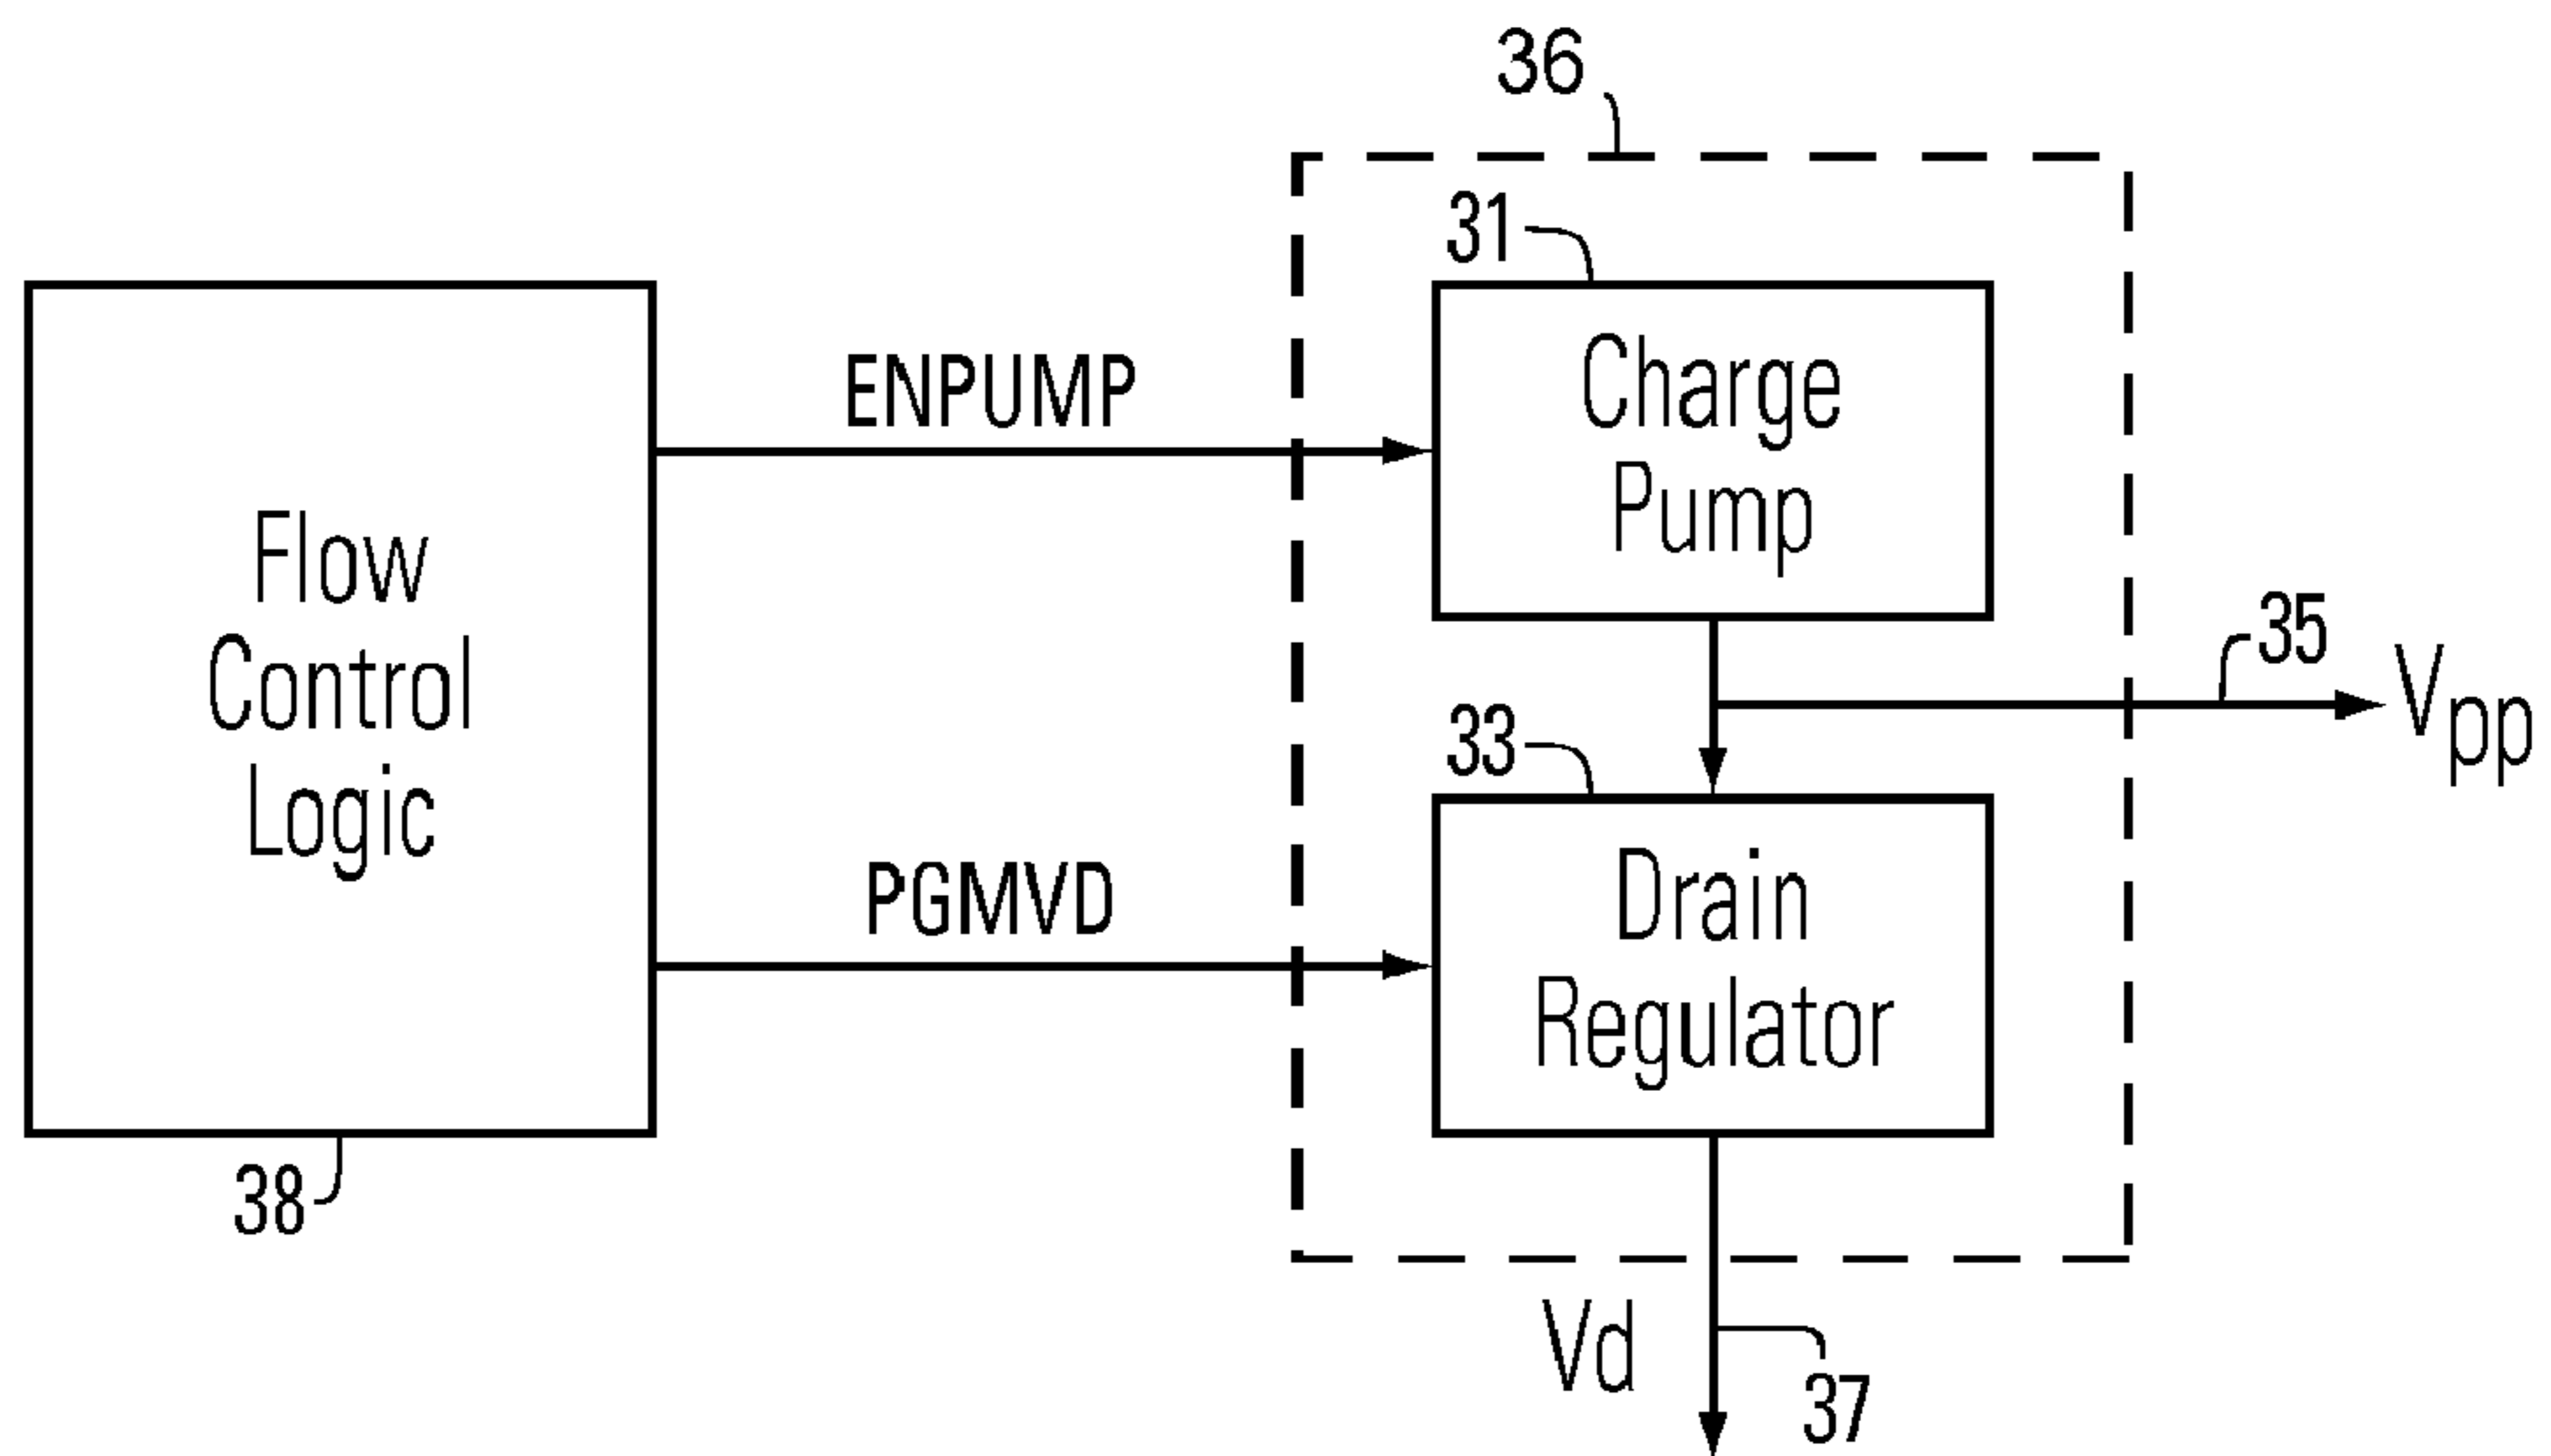 36
31
Charge
Pump
ENPUMP
Flow
Control
Logic
35
Vpp
33
Drain
Regulator
PGMVD
38
Vd
37